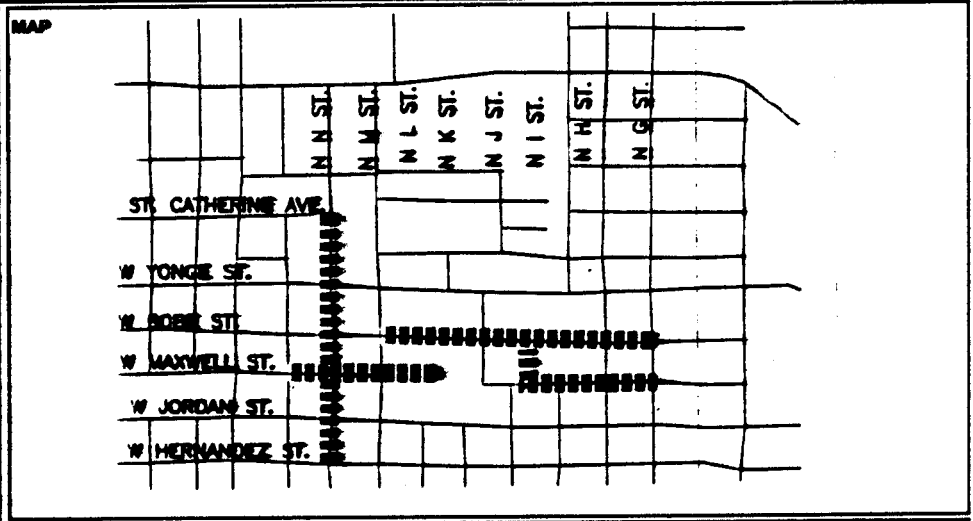 MAP
N N ST.
N M ST.
N L ST.
N K ST.
N J ST.
N I ST.
N H ST.
N G ST.
ST. CATHERINE AVE.
W YONGE ST.
W ST.
W MAXWELL ST.
W JORDAN ST.
W HERNANDEZ ST.